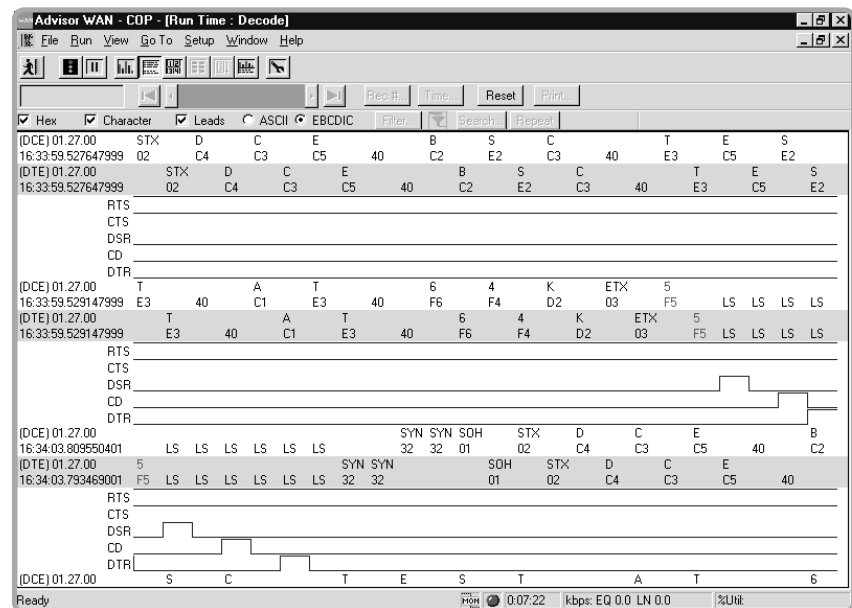 Advisor WAN - COP - [Run Time : Decode]
File Run View Go To Setup Window Help
Rec #... Time... Reset Print...
Hex Character Leads ASCII EBCDIC Filter... Search... Repeat
(DCE) 01.27.00 STX D C E B S C T E S
16:33:59.527647999 02 C4 C3 C5 40 C2 E2 C3 40 E3 C5 E2
(DTE) 01.27.00 STX D C E B S C T E S
16:33:59.527647999 02 C4 C3 C5 40 C2 E2 C3 40 E3 C5 E2
RTS
CTS
DSR
CD
DTR
(DCE) 01.27.00 T A T 6 4 K ETX 5
16:33:59.529147999 E3 40 C1 E3 40 F6 F4 D2 03 F5 LS LS LS LS
(DTE) 01.27.00 T A T 6 4 K ETX 5
16:33:59.529147999 E3 40 C1 E3 40 F6 F4 D2 03 F5 LS LS LS LS
RTS
CTS
DSR
CD
DTR
(DCE) 01.27.00 SYN SYN SOH STX D C E B
16:34:03.809550401 LS LS LS LS LS LS 32 32 01 02 C4 C3 C5 40 C2
(DTE) 01.27.00 5 SYN SYN SOH STX D C E
16:34:03.793469001 F5 LS LS LS LS LS LS 32 32 01 02 C4 C3 C5 40
RTS
CTS
DSR
CD
DTR
(DCE) 01.27.00 S C T E S T A T 6
Ready MON 0:07:22 kbps: EQ 0.0 LN 0.0 %Util: